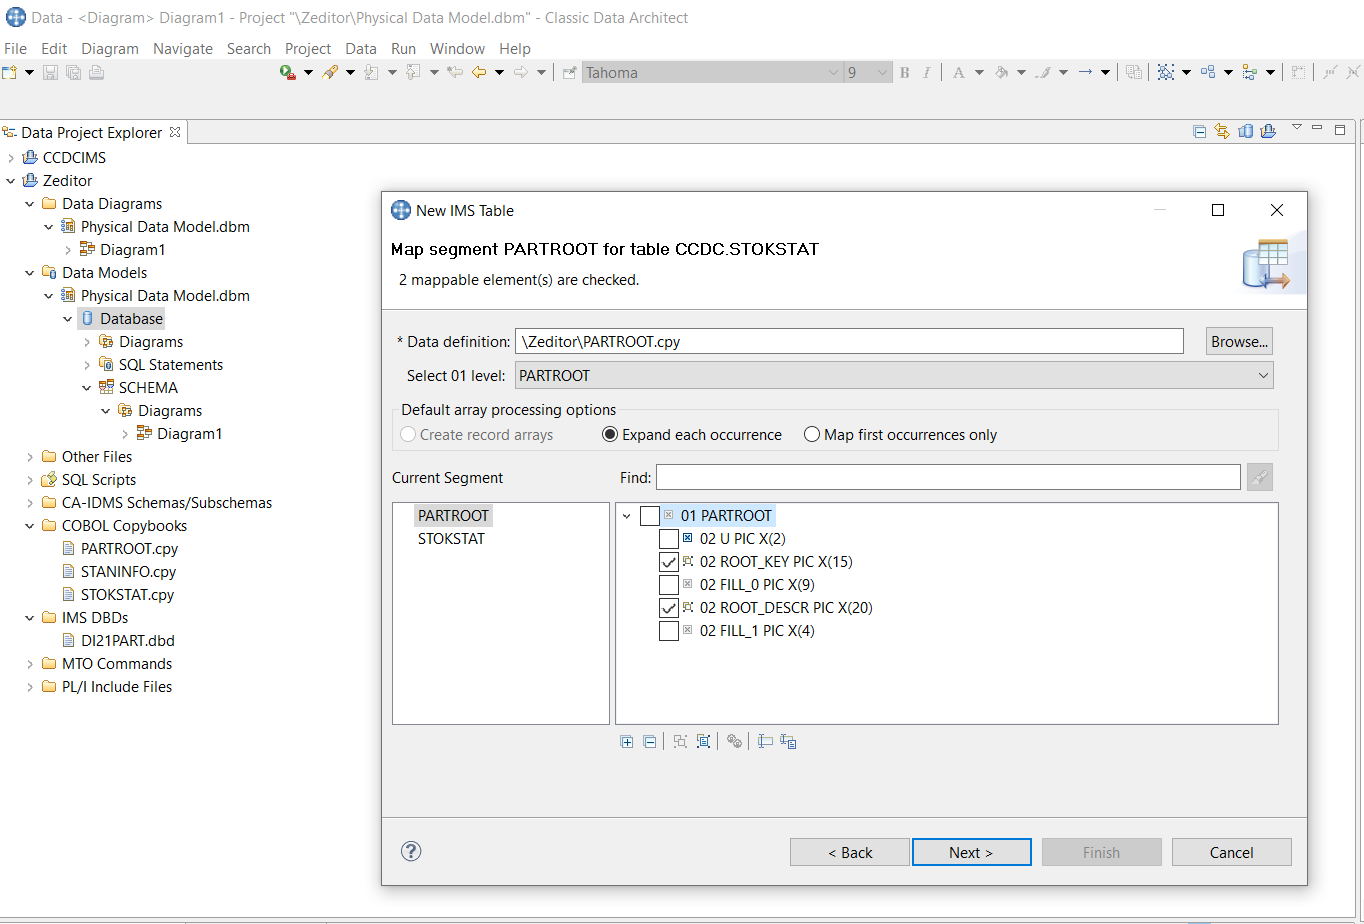 Data - <Diagram> Diagram1 - Project "\Zeditor\Physical Data Model.dbm" - Classic Data Architect
File Edit Diagram Navigate Search Project Data Run Window Help
Tahoma 9 B I A
Data Project Explorer
CCDCIMS
Zeditor
Data Diagrams
Physical Data Model.dbm
Diagram1
Data Models
Physical Data Model.dbm
Database
Diagrams
SQL Statements
SCHEMA
Diagrams
Diagram1
Other Files
SQL Scripts
CA-IDMS Schemas/Subschemas
COBOL Copybooks
PARTROOT.cpy
STANINFO.cpy
STOKSTAT.cpy
IMS DBDs
DI21PART.dbd
MTO Commands
PL/I Include Files
New IMS Table
Map segment PARTROOT for table CCDC.STOKSTAT
2 mappable element(s) are checked.
* Data definition: \Zeditor\PARTROOT.cpy Browse...
Select 01 level: PARTROOT
Default array processing options
Create record arrays Expand each occurrence Map first occurrences only
Current Segment Find:
PARTROOT
STOKSTAT
01 PARTROOT
02 U PIC X(2)
02 ROOT_KEY PIC X(15)
02 FILL_0 PIC X(9)
02 ROOT_DESCR PIC X(20)
02 FILL_1 PIC X(4)
? < Back Next > Finish Cancel